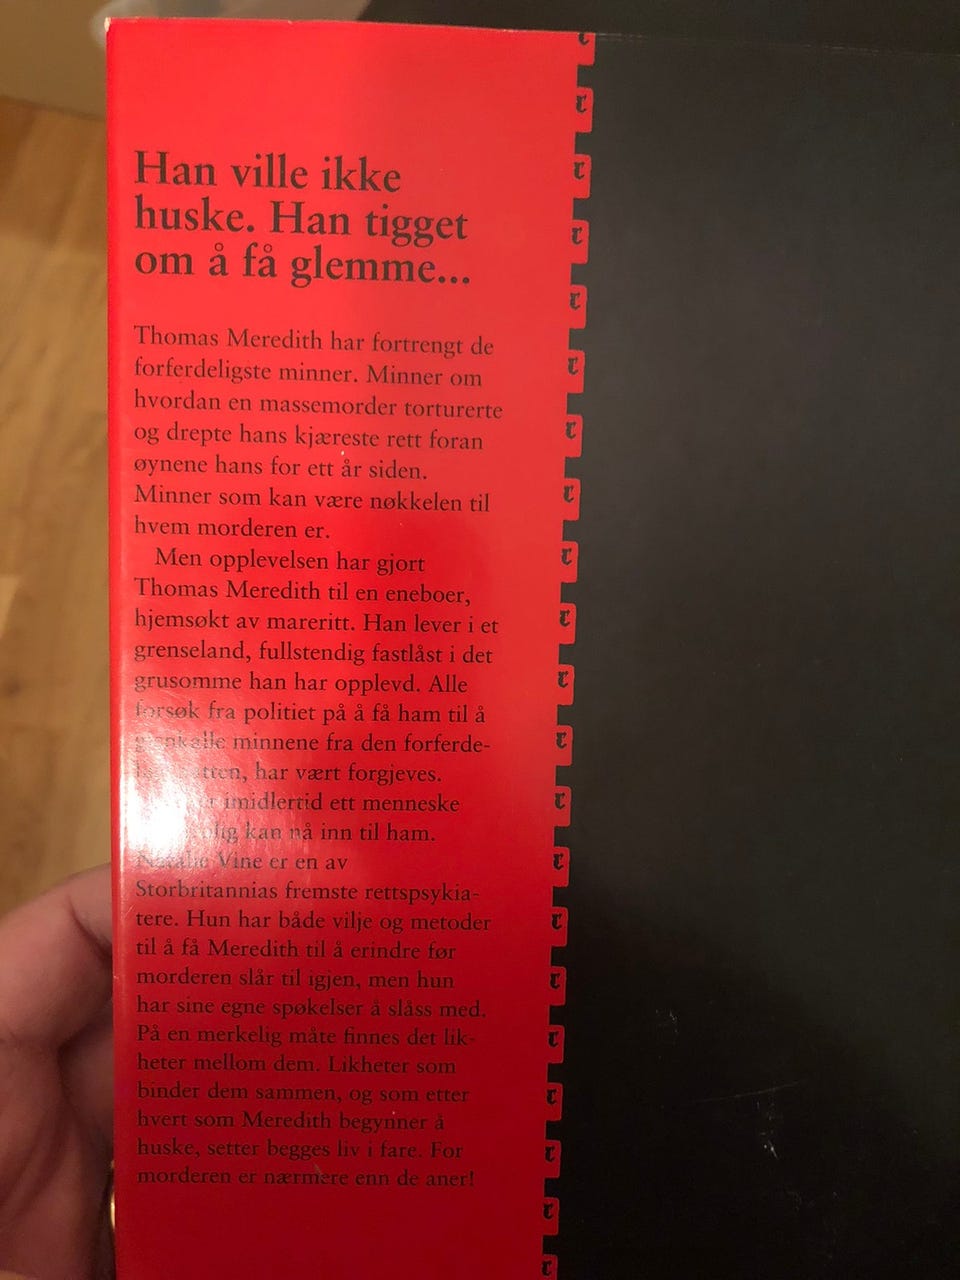 Han ville ikke
huske. Han tigget
om å få glemme...
Thomas Meredith har fortrengt de
forferdeligste minner. Minner om
hvordan en massemorder torturerte
og drepte hans kjæreste rett foran
øynene hans for ett år siden.
Minner som kan være nøkkelen til
hvem morderen er.
Men opplevelsen har gjort
Thomas Meredith til en eneboer,
hjemsøkt av mareritt. Han lever i et
grenseland, fullstendig fastlåst i det
grusomme han har opplevd. Alle
forsøk fra politiet på å få ham til å
minnene fra den forferde-
har vært forgjeves.
imidlertid ett menneske
kan nå inn til ham.
Natalie Vine er en av
Storbritannias fremste rettspsykia-
tere. Hun har både vilje og metoder
til å få Meredith til å erindre før
morderen slår til igjen, men hun
har sine egne spøkelser å slåss med.
På en merkelig måte finnes det lik-
heter mellom dem. Likheter som
binder dem sammen, og som etter
hvert som Meredith begynner å
huske, setter begges liv i fare. For
morderen er nærmere enn de aner!